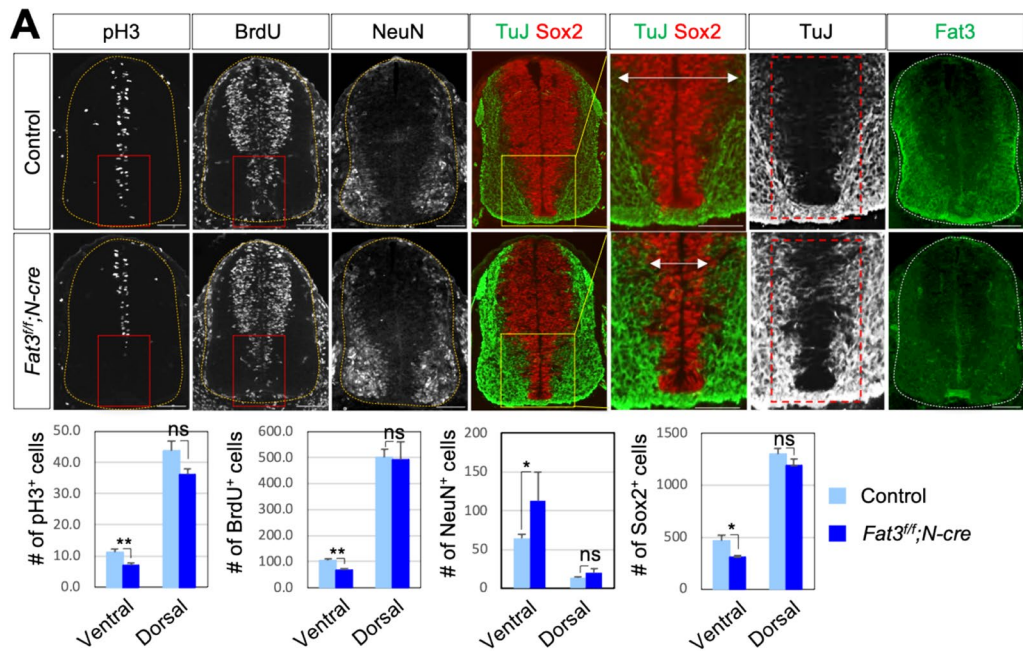 A
pH3 BrdU NeuN TuJ Sox2 TuJ Sox2 TuJ Fat3
Control
Fat3f/f;N-cre
# of pH3+ cells
50.0
40.0
30.0
20.0
10.0
0.0
**
ns
Ventral
Dorsal
# of BrdU+ cells
600.0
500.0
400.0
300.0
200.0
100.0
0.0
**
ns
Ventral
Dorsal
# of NeuN+ cells
200
150
100
50
0
*
ns
Ventral
Dorsal
# of Sox2+ cells
1500
1000
500
0
*
ns
Ventral
Dorsal
Control
Fat3f/f;N-cre